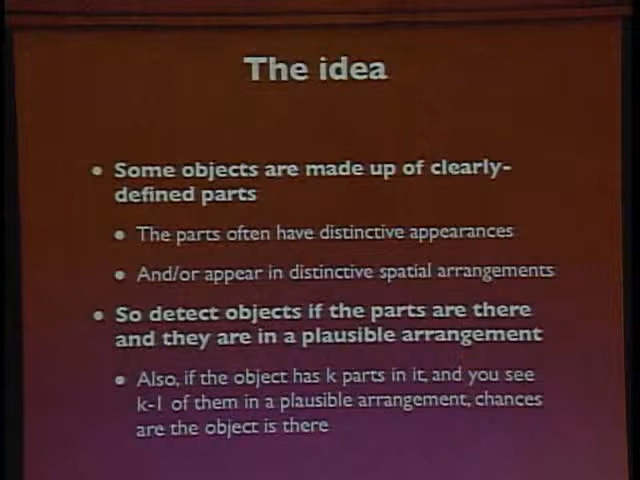 The idea
• Some objects are made up of clearly-
defined parts
• The parts often have distinctive appearances
• And/or appear in distinctive spatial arrangements
• So detect objects if the parts are there
and they are in a plausible arrangement
• Also, if the object has k parts in it, and you see
k-1 of them in a plausible arrangement, chances
are the object is there